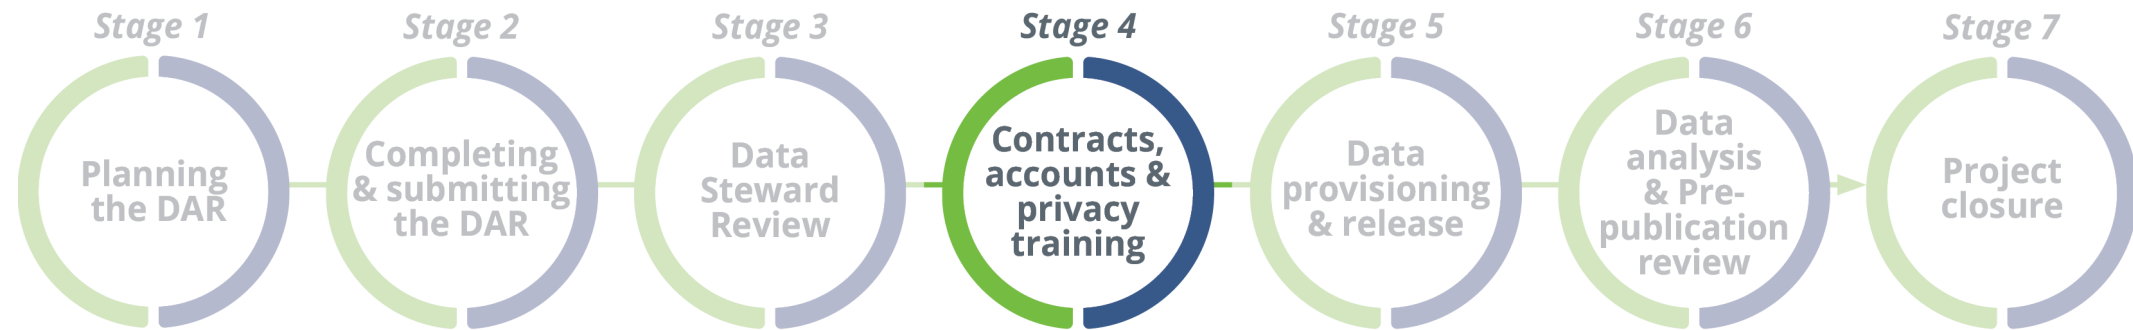 Stage 1
Stage 2
Stage 3
Stage 4
Stage 5
Stage 6
Stage 7
Planning
the DAR
Completing
& submitting
the DAR
Data
Steward
Review
Contracts,
accounts &
privacy
training
Data
provisioning
& release
Data
analysis
& Pre-
publication
review
Project
closure